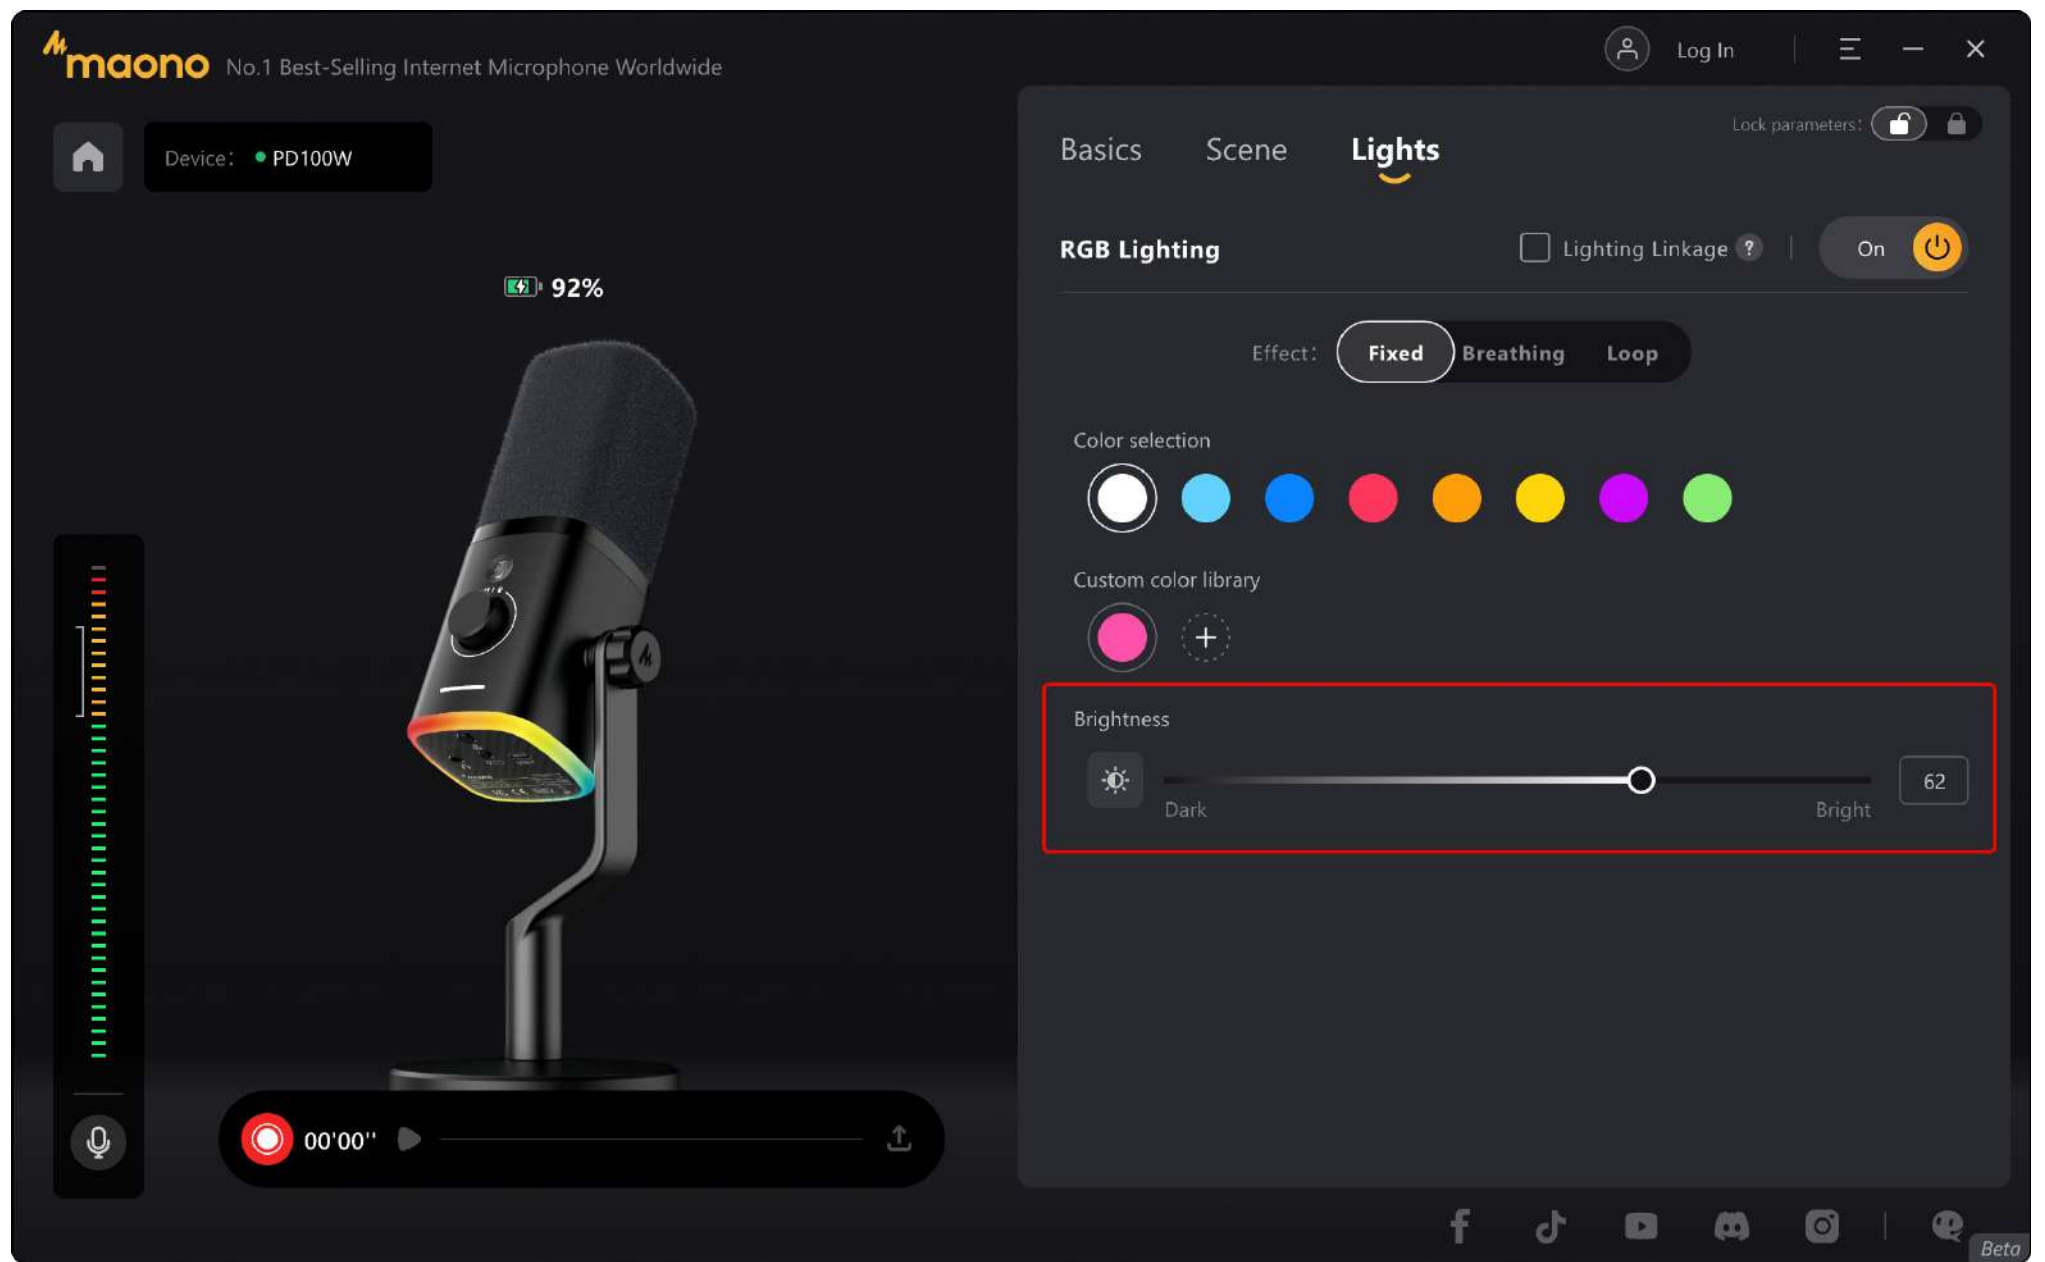 maono No.1 Best-Selling Internet Microphone Worldwide
Log In
Device: PD100W
Lock parameters:
Basics Scene Lights
RGB Lighting
Lighting Linkage ?
On
92%
Effect: Fixed Breathing Loop
Color selection
Custom color library
+
Brightness
62
Dark Bright
00'00''
Beta